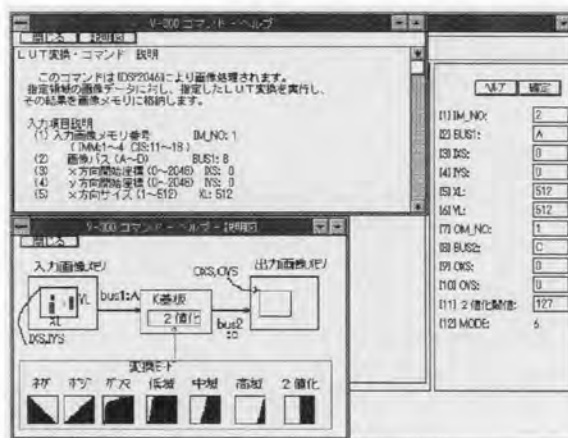 V-300 コマンド - ヘルプ
閉じる 説明図
LUT変換・コマンド 説明
このコマンドは(DSP2046)により画像処理されます。
指定領域の画像データに対し、指定したLUT変換を実行し、
その結果を画像メモリに格納します。
入力項目説明
(1) 入力画像メモリ番号 IM_NO: 1
(IMM:1~4 CIS:11~18)
(2) 画像バス (A~D) BUS1: B
(3) x方向開始座標 (0~2046) IXS: 0
(4) y方向開始座標 (0~2046) IYS: 0
(5) x方向サイズ (1~512) XL: 512
V-300 コマンド - ヘルプ - 説明図
閉じる
入力画像メモリ
OXS,OYS
出力画像メモリ
YL
XL
bus1:A
K基板
2値化
bus2
:C
IXS,IYS
変換モード
ネガ ポジ ガンマ 低域 中域 高域 2値化
ヘルプ 確定
[1] IM_NO: 2
[2] BUS1: A
[3] IXS: 0
[4] IYS: 0
[5] XL: 512
[6] YL: 512
[7] OM_NO: 1
[8] BUS2: C
[9] OXS: 0
[10] OYS: 0
[11] 2値化閾値: 127
[12] MODE: 6